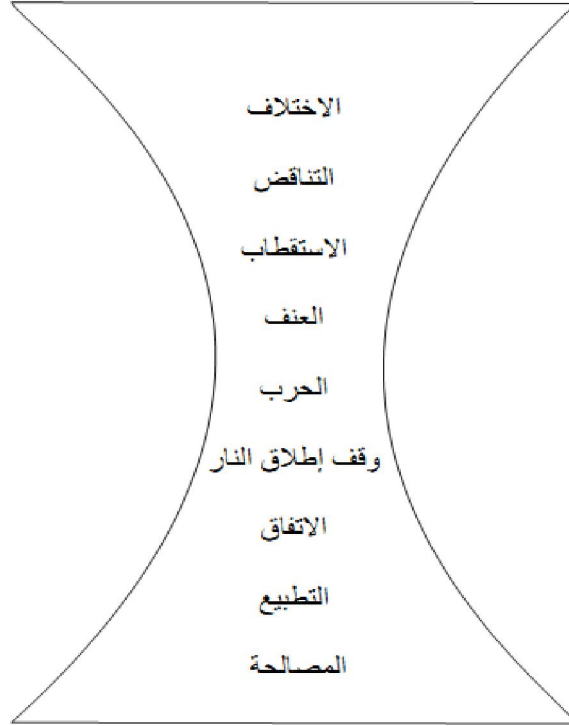 الاختلاف
التناقض
الاستقطاب
العنف
الحرب
وقف إطلاق النار
الاتفاق
التطبيع
المصالحة